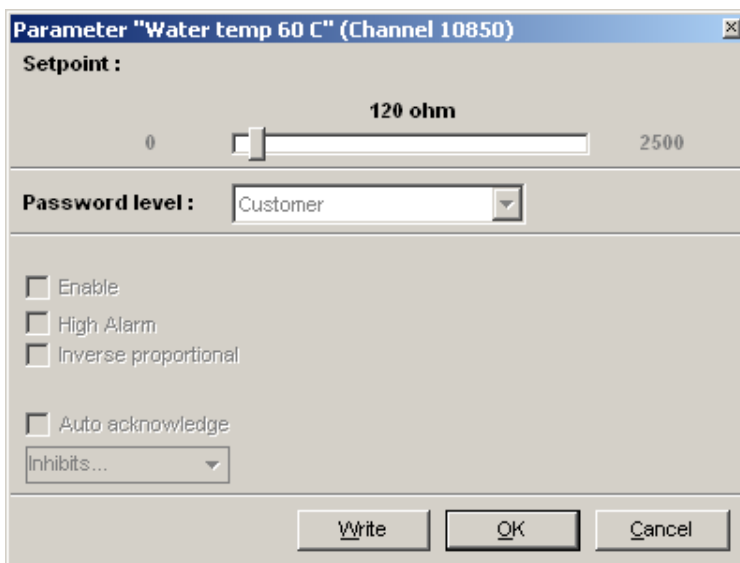 Parameter "Water temp 60 C" (Channel 10850)
Setpoint :
120 ohm
0 2500
Password level : Customer
Enable
High Alarm
Inverse proportional
Auto acknowledge
Inhibits...
Write OK Cancel